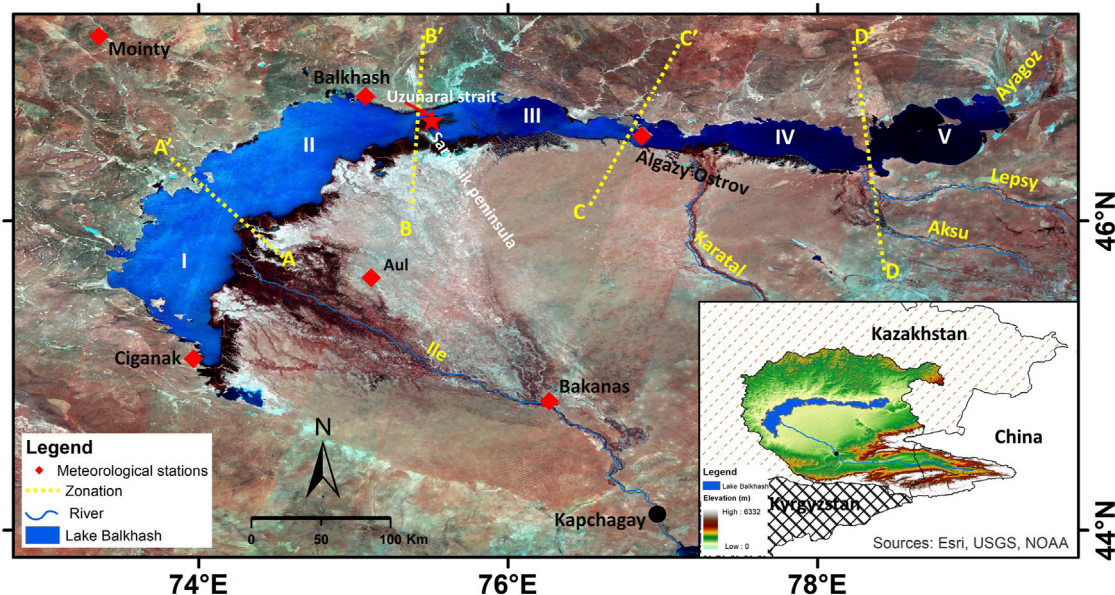 Mointy
Balkhash
B'
Uzunaral strait
C'
D'
Ayagoz
A'
II
III
IV
V
Algazy Ostrov
Lepsy
46°N
Saryesik peninsula
C
B
Aksu
I
A
Aul
Karatal
D
Ciganak
Ile
Bakanas
Kapchagay
N
0
50
100 Km
Legend
Meteorological stations
Zonation
River
Lake Balkhash
Kazakhstan
China
Legend
Lake Balkhash
Elevation (m)
High : 6332
Low : 0
Kyrgyzstan
Sources: Esri, USGS, NOAA
44°N
74°E
76°E
78°E